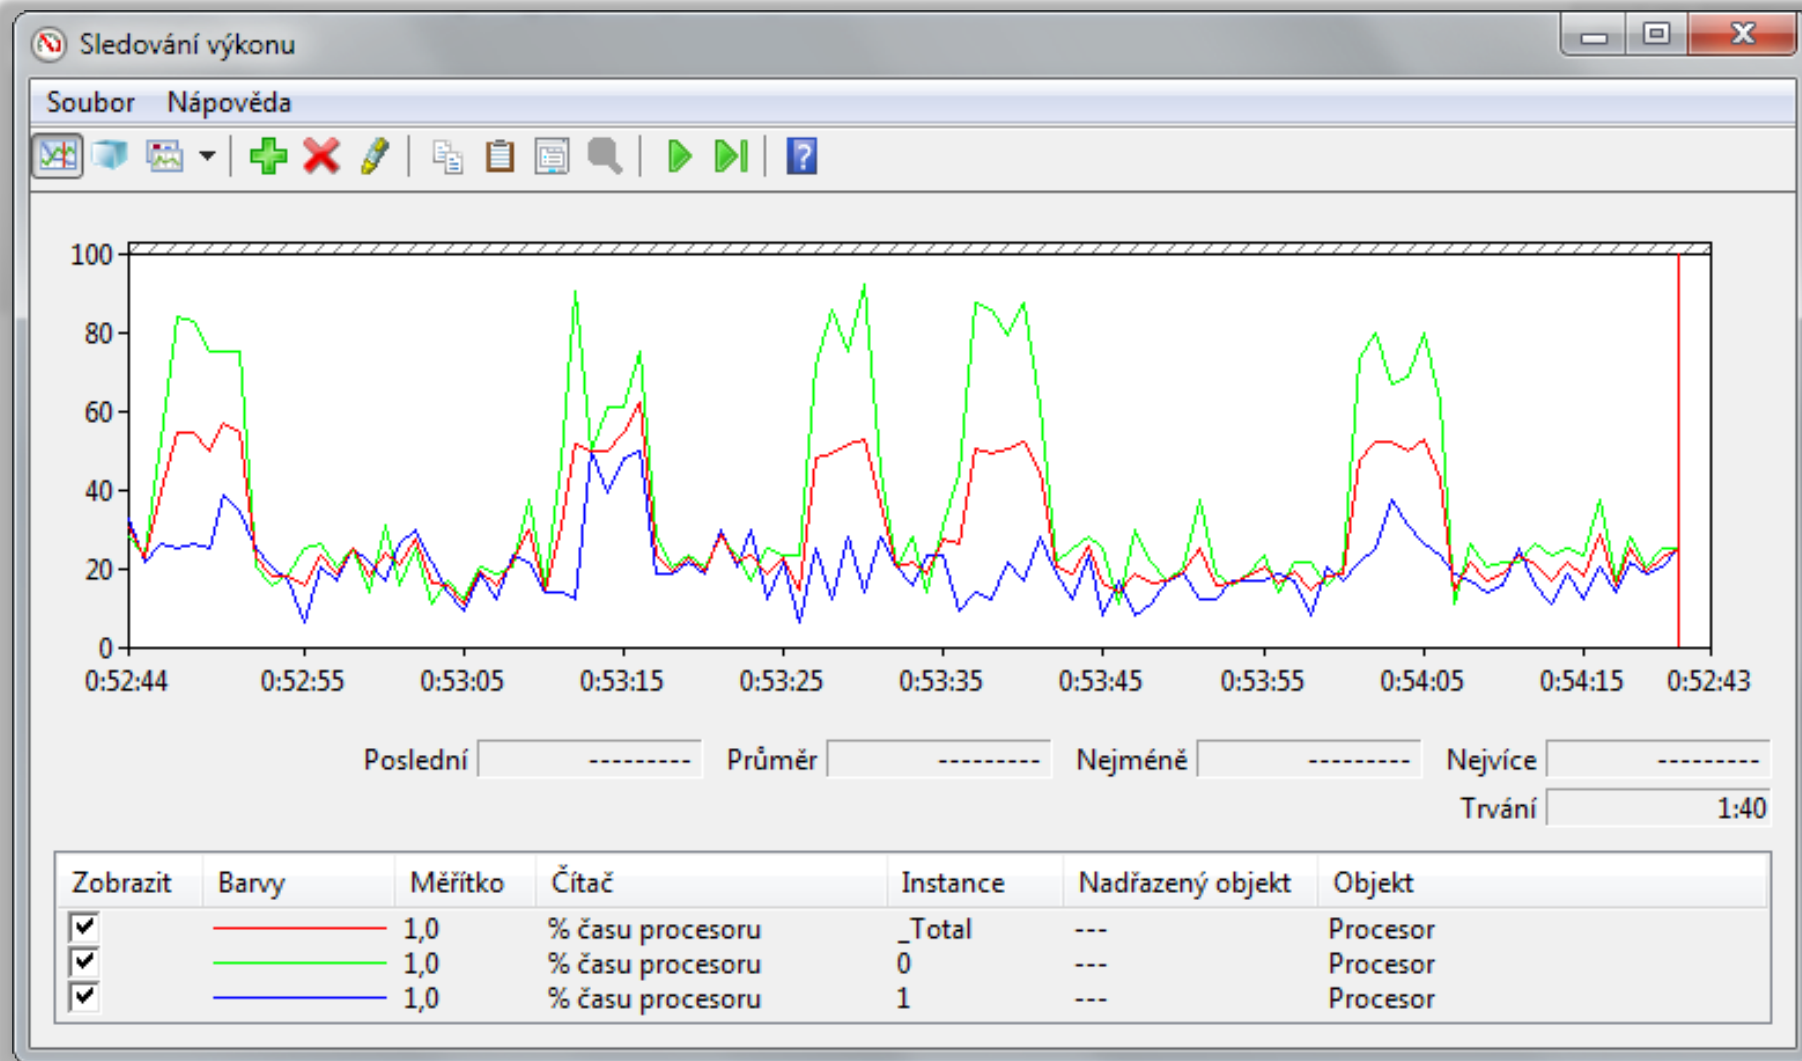 Sledování výkonu
Soubor Nápověda
100
80
60
40
20
0
0:52:44 0:52:55 0:53:05 0:53:15 0:53:25 0:53:35 0:53:45 0:53:55 0:54:05 0:54:15 0:52:43
Poslední --------- Průměr --------- Nejméně --------- Nejvíce ---------
Trvání 1:40
Zobrazit Barvy Měřítko Čítač Instance Nadřazený objekt Objekt
1,0 % času procesoru _Total --- Procesor
1,0 % času procesoru 0 --- Procesor
1,0 % času procesoru 1 --- Procesor